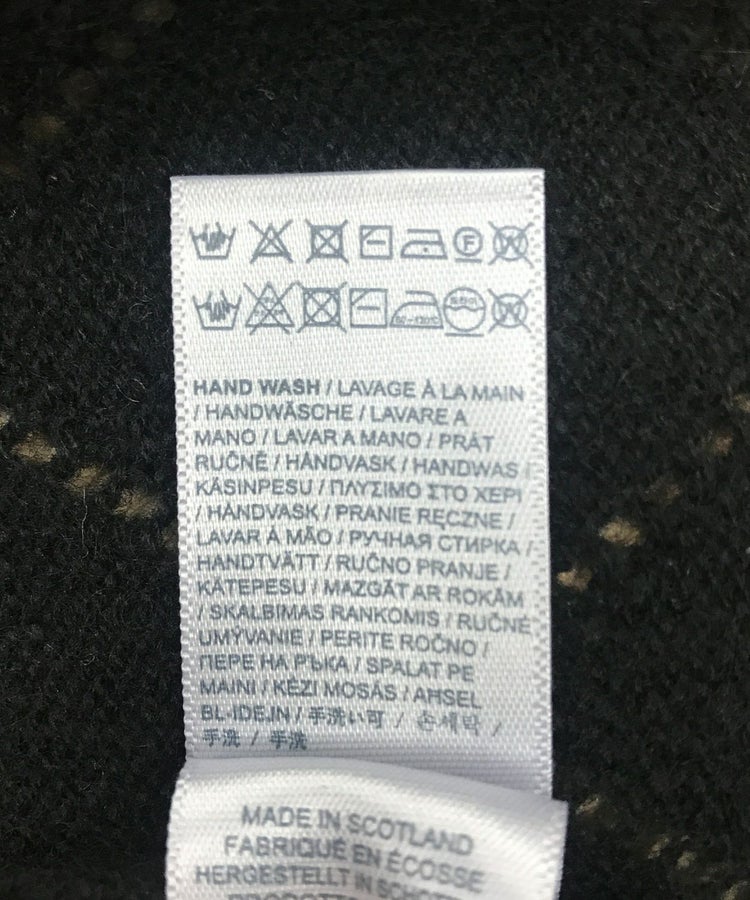 F W
W
HAND WASH / LAVAGE À LA MAIN
/ HANDWÄSCHE / LAVARE A
MANO / LAVAR A MANO / PRÁT
RUČNĚ / HÅNDVASK / HANDWAS /
KÄSINPESU / ΠΛΥΣΙΜΟ ΣΤΟ ΧΕΡΙ
/ HÅNDVASK / PRANIE RĘCZNE /
LAVAR À MÃO / РУЧНАЯ СТИРКА /
HANDTVÄTT / RUČNO PRANJE /
KÄTEPESU / MAZGĀT AR ROKĀM
/ SKALBIMAS RANKOMIS / RUČNÉ
UMÝVANIE / PERITE ROČNO /
ПЕРЕ НА РЪКА / SPALAT PE
MAINI / KÉZI MOSÁS / AĦSEL
BL-IDEJN / 手洗い可 / 손세탁 /
手洗 / 手洗
MADE IN SCOTLAND
FABRIQUÉ EN ÉCOSSE
HERGESTELLT IN